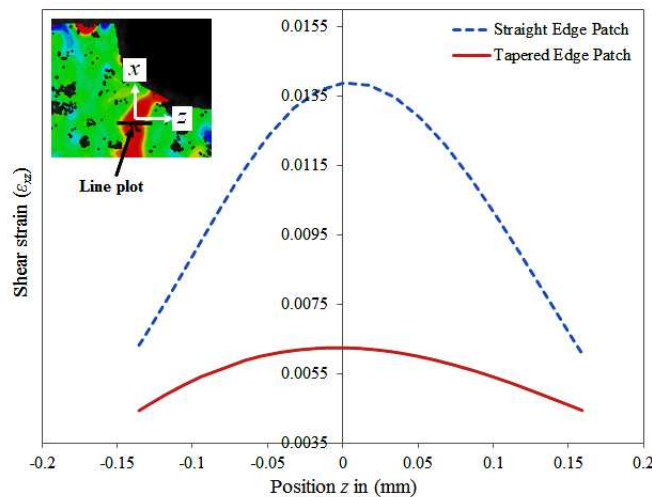 0.0155
Straight Edge Patch
Tapered Edge Patch
x
z
Line plot
0.0135
0.0115
0.0095
0.0075
0.0055
0.0035
Shear strain (εxz)
-0.2
-0.15
-0.1
-0.05
0
0.05
0.1
0.15
0.2
Position z in (mm)